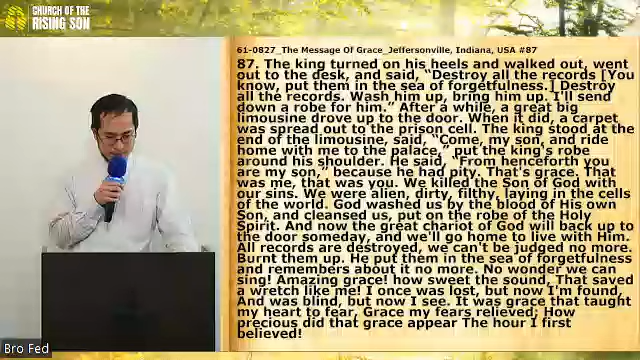 CHURCH OF THE
RISING SON
61-0827_The Message Of Grace_Jeffersonville, Indiana, USA #87
87. The king turned on his heels and walked out, went
out to the desk, and said, “Destroy all the records [You
know, put them in the sea of forgetfulness.] Destroy
all the records. Wash him up, bring him up. I'll send
down a robe for him.” After a while, a great big
limousine drove up to the door. When it did, a carpet
was spread out to the prison cell. The king stood at the
end of the limousine, said, “Come, my son, and ride
home with me to the palace,” put the king's robe
around his shoulder. He said, “From henceforth you
are my son,” because he had pity. That's grace. That
was me, that was you. We killed the Son of God with
our sins. We were alien, dirty, filthy, laying in the cells
of the world. God washed us by the blood of His own
Son, and cleansed us, put on the robe of the Holy
Spirit. And now the great chariot of God will back up to
the door someday, and we'll go home to live with Him.
All records are destroyed, we can't be judged no more.
Burnt them up. He put them in the sea of forgetfulness
and remembers about it no more. No wonder we can
sing! Amazing grace! how sweet the sound, That saved
a wretch like me! I once was lost, but now I'm found,
And was blind, but now I see. It was grace that taught
my heart to fear, Grace my fears relieved; How
precious did that grace appear The hour I first
believed!
Bro Fed